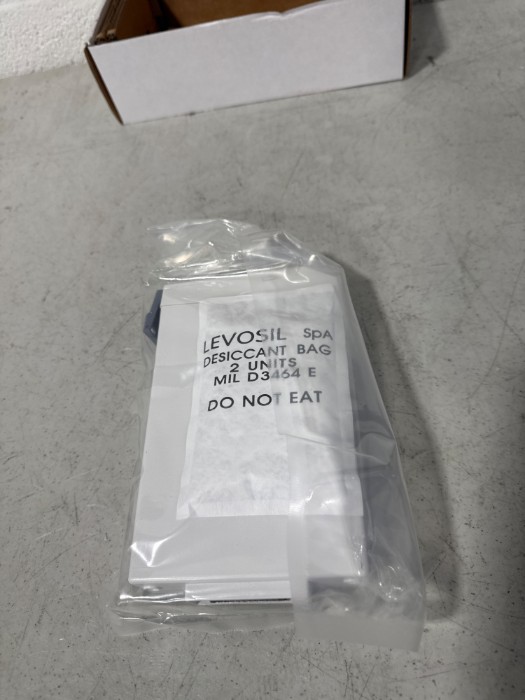 LEVOSIL SpA
DESICCANT BAG
2 UNITS
MIL D3464 E
DO NOT EAT